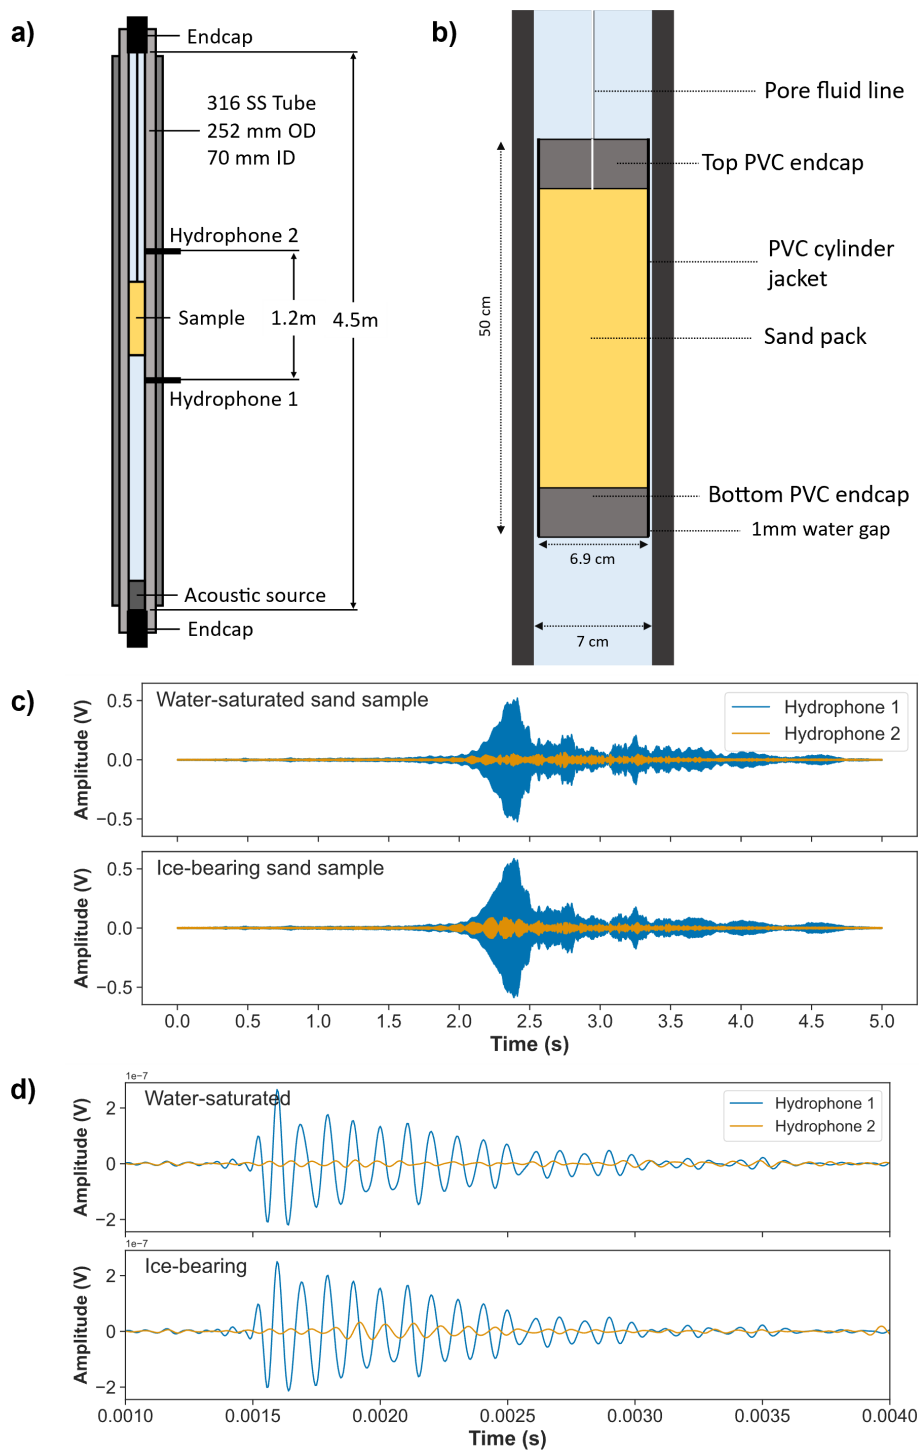 a)
Endcap
316 SS Tube
252 mm OD
70 mm ID
Hydrophone 2
Sample
1.2m
4.5m
Hydrophone 1
Acoustic source
Endcap
b)
Pore fluid line
Top PVC endcap
PVC cylinder
jacket
50 cm
Sand pack
Bottom PVC endcap
1mm water gap
6.9 cm
7 cm
c)
Water-saturated sand sample
Hydrophone 1
Hydrophone 2
Amplitude (V)
0.5
0.0
−0.5
Ice-bearing sand sample
Amplitude (V)
0.5
0.0
−0.5
0.0 0.5 1.0 1.5 2.0 2.5 3.0 3.5 4.0 4.5 5.0
Time (s)
d)
1e−7
Water-saturated
Hydrophone 1
Hydrophone 2
Amplitude (V)
2
0
−2
1e−7
Ice-bearing
Amplitude (V)
2
0
−2
0.0010 0.0015 0.0020 0.0025 0.0030 0.0035 0.0040
Time (s)